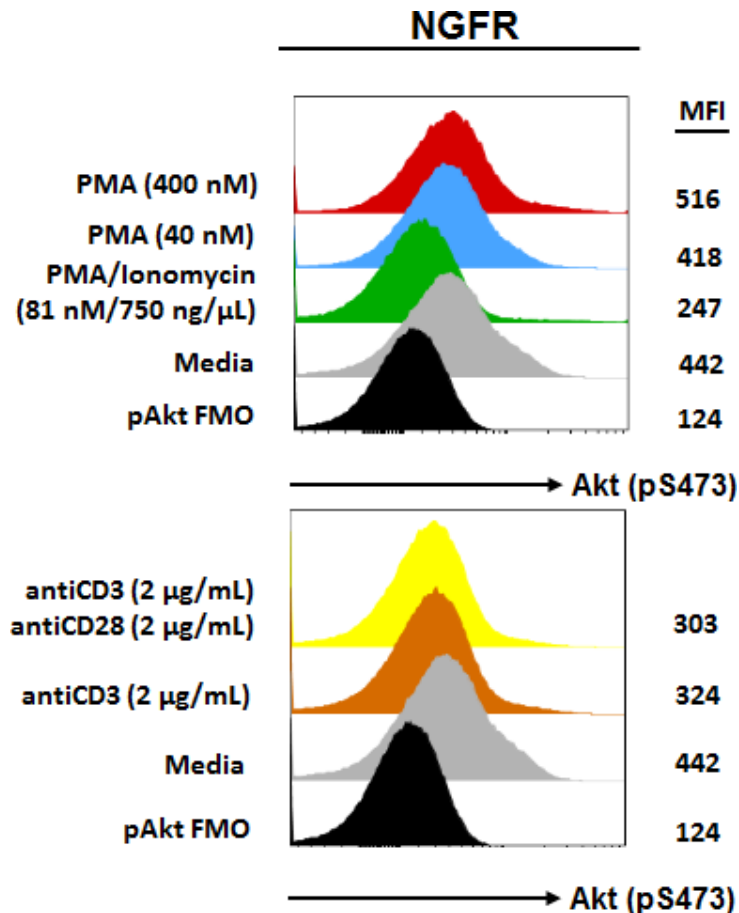 NGFR
MFI
PMA (400 nM) 516
PMA (40 nM) 418
PMA/Ionomycin
(81 nM/750 ng/µL) 247
Media 442
pAkt FMO 124
Akt (pS473)
antiCD3 (2 µg/mL)
antiCD28 (2 µg/mL) 303
antiCD3 (2 µg/mL) 324
Media 442
pAkt FMO 124
Akt (pS473)